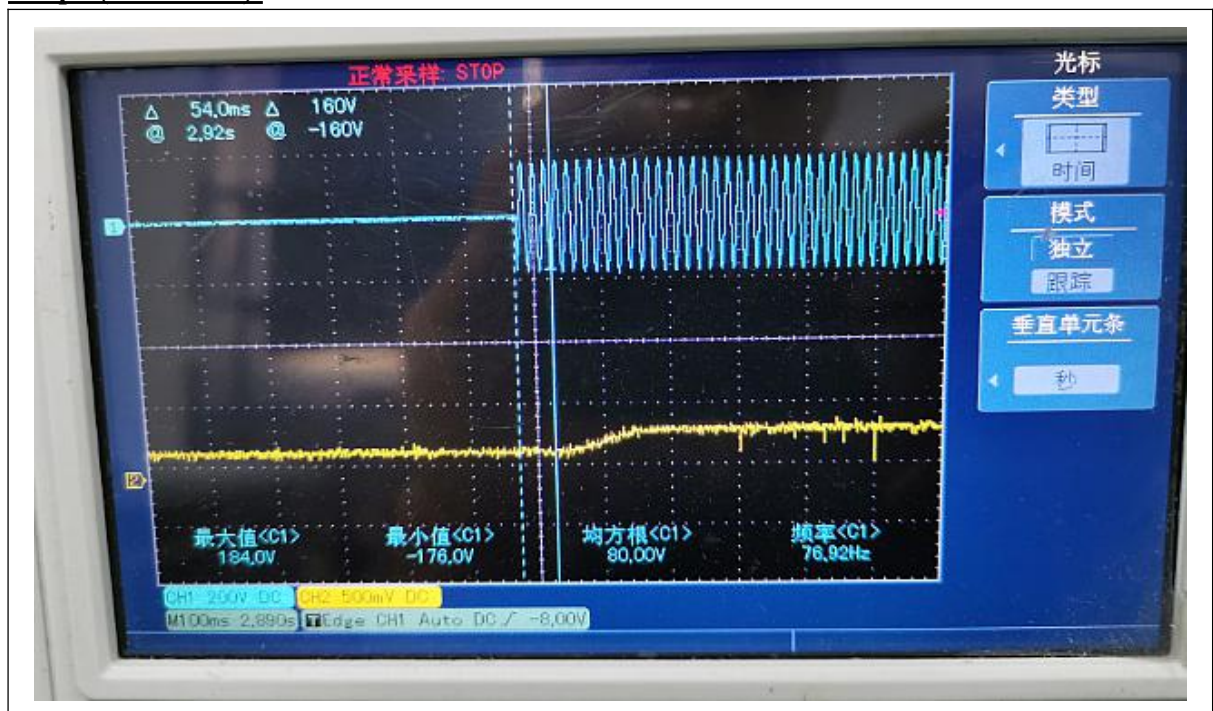 正常采样: STOP
Δ 54.0ms Δ 160V
@ 2.92s @ -160V
光标
类型
时间
模式
独立
跟踪
垂直单元条
秒
1
2
最大值<C1> 最小值<C1> 均方根<C1> 频率<C1>
184.0V -176.0V 80.00V 76.92Hz
CH1 200V DC CH2 500mV DC
M100ms 2.890s TEdge CH1 Auto DC -8.00V